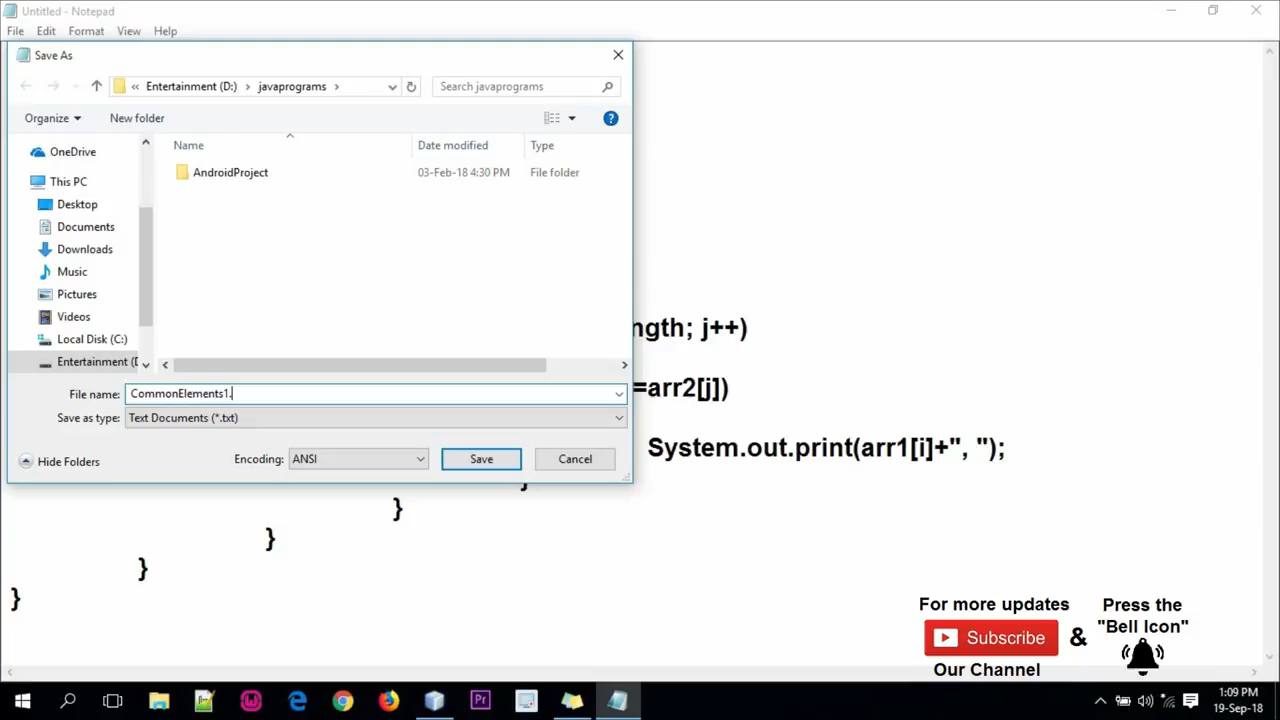 Untitled - Notepad
File Edit Format View Help
Save As
« Entertainment (D:) > javaprograms >
Search javaprograms
Organize
New folder
Name
Date modified
Type
OneDrive
AndroidProject
03-Feb-18 4:30 PM
File folder
This PC
Desktop
Documents
Downloads
Music
Pictures
Videos
Local Disk (C:)
Entertainment (D
File name:
CommonElements1.
Save as type:
Text Documents (*.txt)
Hide Folders
Encoding:
ANSI
Save
Cancel
ngth; j++)
=arr2[j])
System.out.print(arr1[i]+", ");
}
}
}
}
}
For more updates
Subscribe
Our Channel
&
Press the
"Bell Icon"
Pr
1:09 PM
19-Sep-18